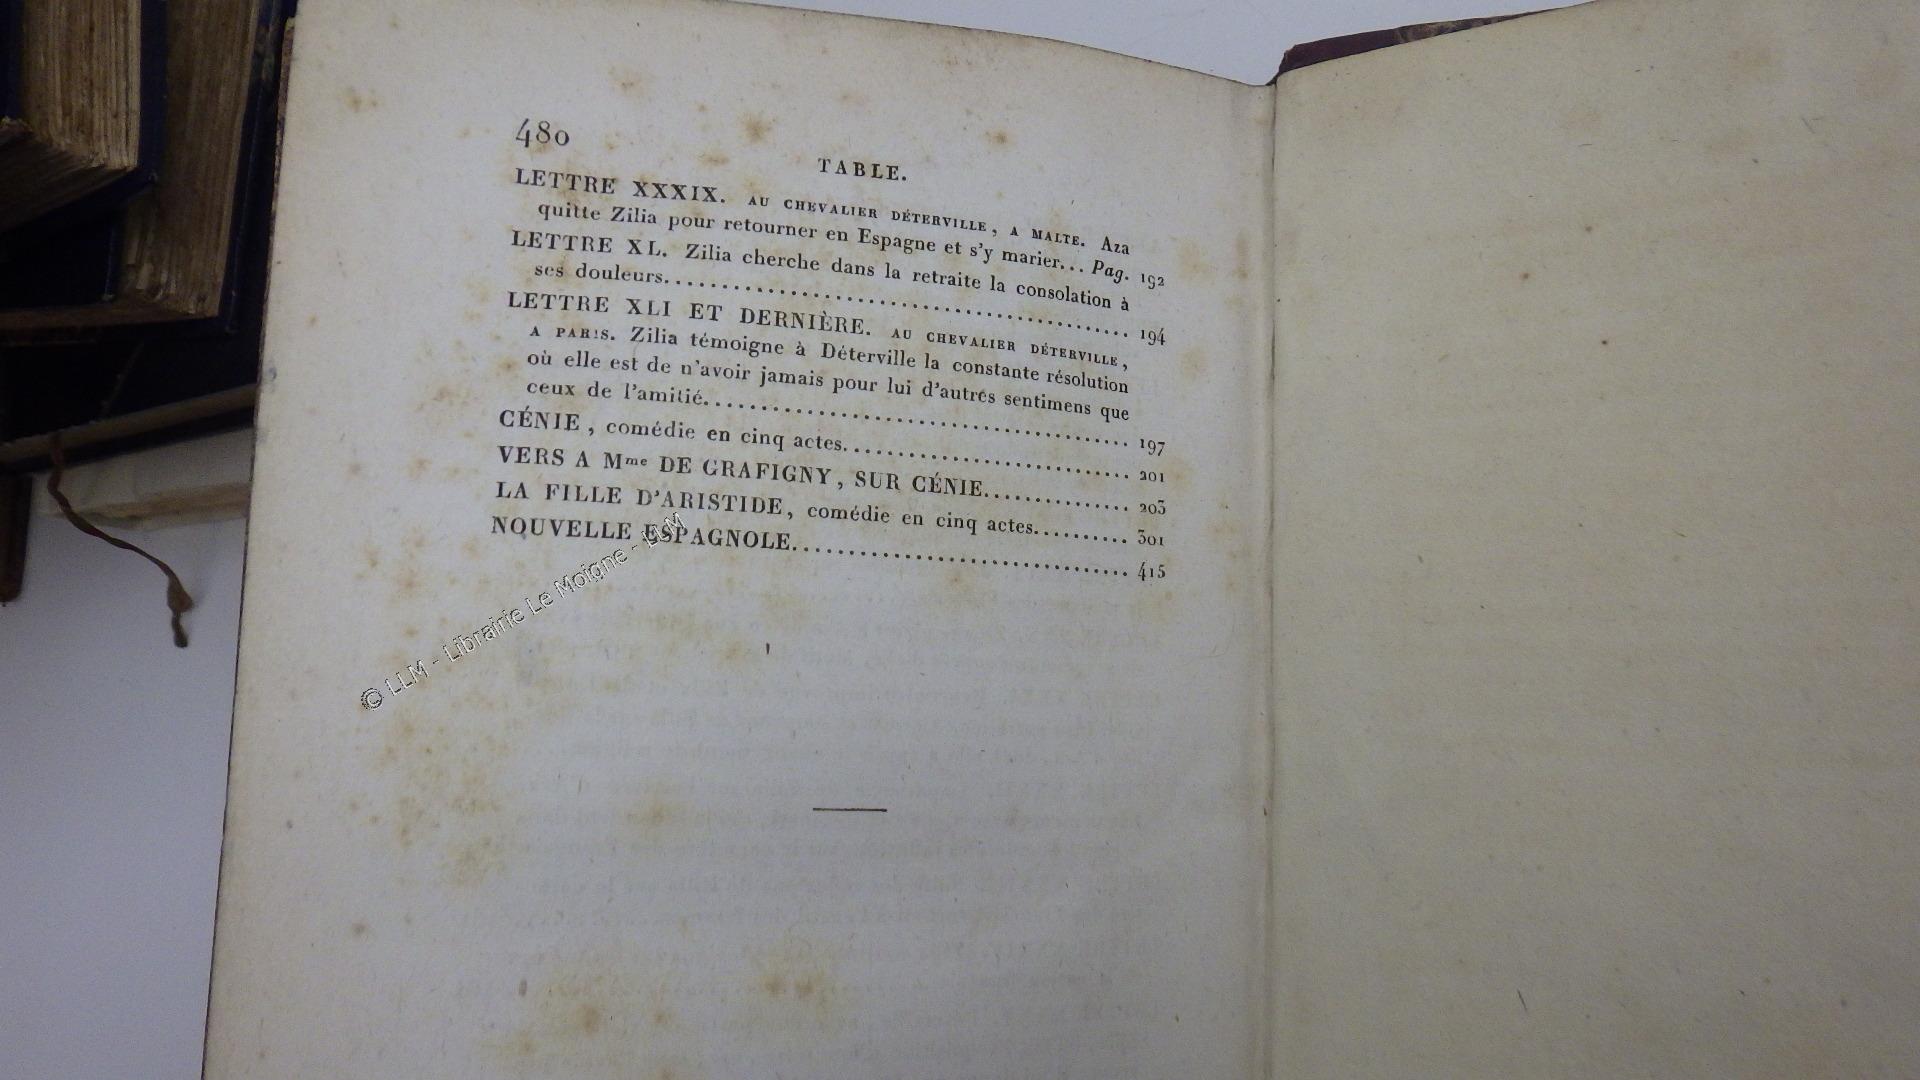 480
TABLE.
LETTRE XXXIX. AU CHEVALIER DÉTERVILLE, A MALTE. Aza
quitte Zilia pour retourner en Espagne et s'y marier... Pag. 192
LETTRE XL. Zilia cherche dans la retraite la consolation à
ses douleurs.......................................... 194
LETTRE XLI ET DERNIÈRE. AU CHEVALIER DÉTERVILLE,
A PARIS. Zilia témoigne à Déterville la constante résolution
où elle est de n'avoir jamais pour lui d'autres sentimens que
ceux de l'amitié...................................... 197
CÉNIE, comédie en cinq actes.......................... 201
VERS A Mme DE GRAFIGNY, SUR CÉNIE............. 203
LA FILLE D'ARISTIDE, comédie en cinq actes.......... 301
NOUVELLE ESPAGNOLE.............................. 415
© LLM - Librairie Le Moigne - LLM